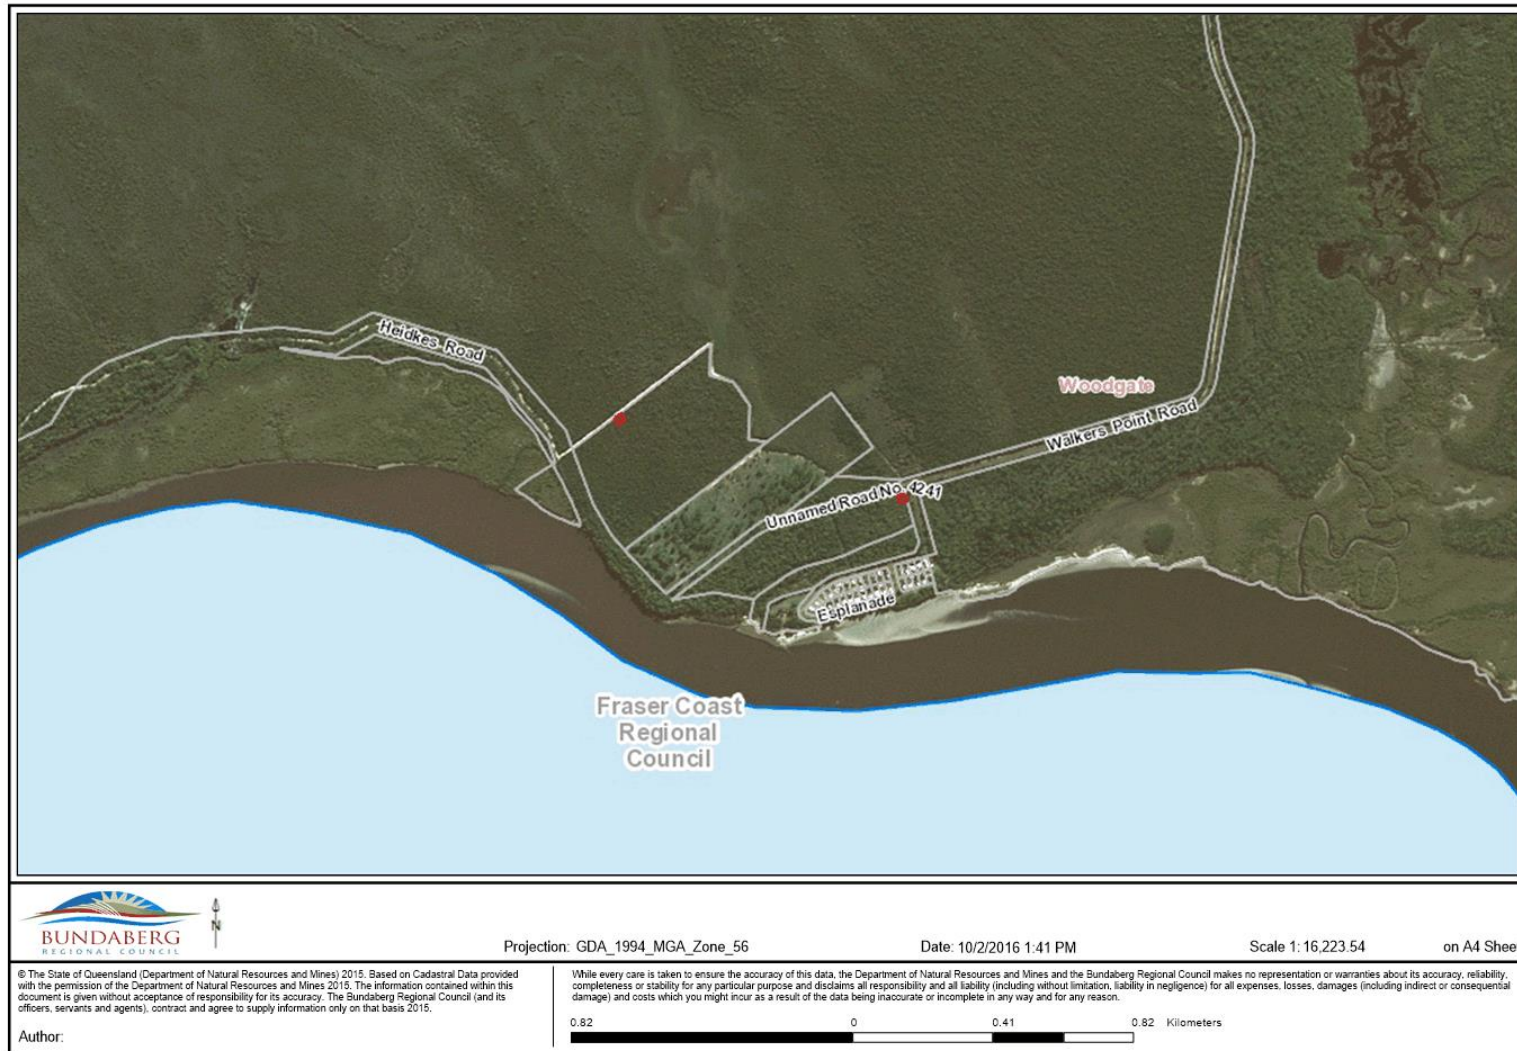 Heidkes Road
Woodgate
Walkers Point Road
Unnamed Road No. 4241
Esplanade
Fraser Coast
Regional
Council
BUNDABERG
REGIONAL COUNCIL
N
Projection: GDA_1994_MGA_Zone_56
Date: 10/2/2016 1:41 PM
Scale 1: 16,223.54
on A4 Sheet
© The State of Queensland (Department of Natural Resources and Mines) 2015. Based on Cadastral Data provided
with the permission of the Department of Natural Resources and Mines 2015. The information contained within this
document is given without acceptance of responsibility for its accuracy. The Bundaberg Regional Council (and its
officers, servants and agents), contract and agree to supply information only on that basis 2015.
Author:
While every care is taken to ensure the accuracy of this data, the Department of Natural Resources and Mines and the Bundaberg Regional Council makes no representation or warranties about its accuracy, reliability,
completeness or stability for any particular purpose and disclaims all responsibility and all liability (including without limitation, liability in negligence) for all expenses, losses, damages (including indirect or consequential
damage) and costs which you might incur as a result of the data being inaccurate or incomplete in any way and for any reason.
0.82 0 0.41 0.82 Kilometers